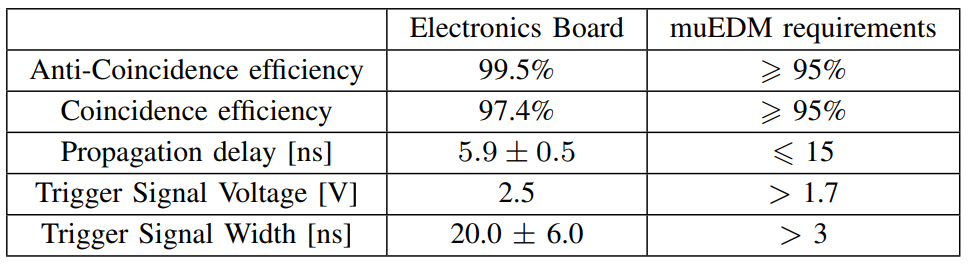 Electronics Board muEDM requirements
Anti-Coincidence efficiency 99.5% ⩾ 95%
Coincidence efficiency 97.4% ⩾ 95%
Propagation delay [ns] 5.9 ± 0.5 ⩽ 15
Trigger Signal Voltage [V] 2.5 > 1.7
Trigger Signal Width [ns] 20.0 ± 6.0 > 3